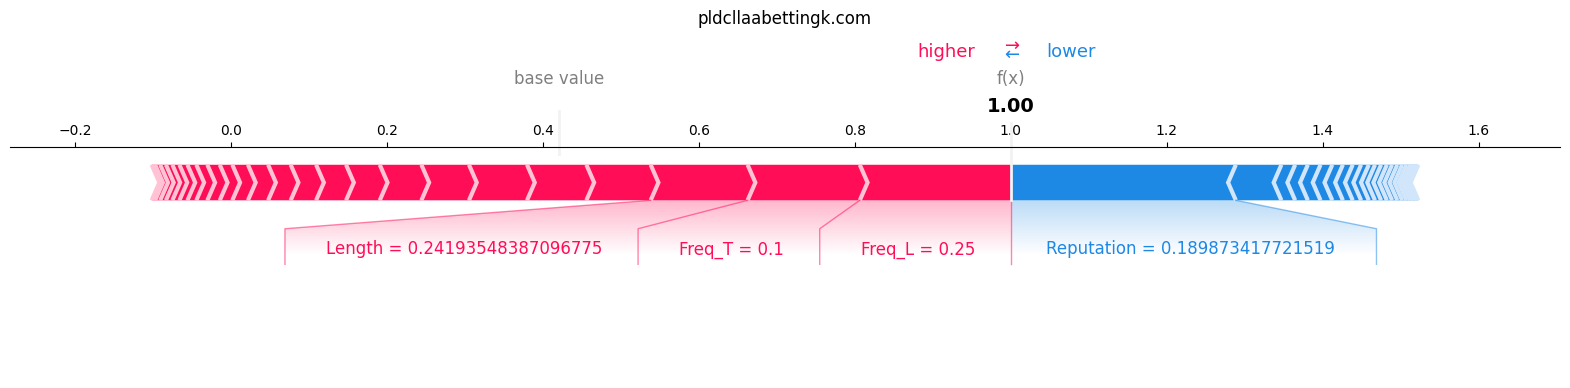 pldcllaabettingk.com
higher ⇄ lower
base value f(x)
1.00
−0.2 0.0 0.2 0.4 0.6 0.8 1.0 1.2 1.4 1.6
Length = 0.24193548387096775 Freq_T = 0.1 Freq_L = 0.25 Reputation = 0.189873417721519